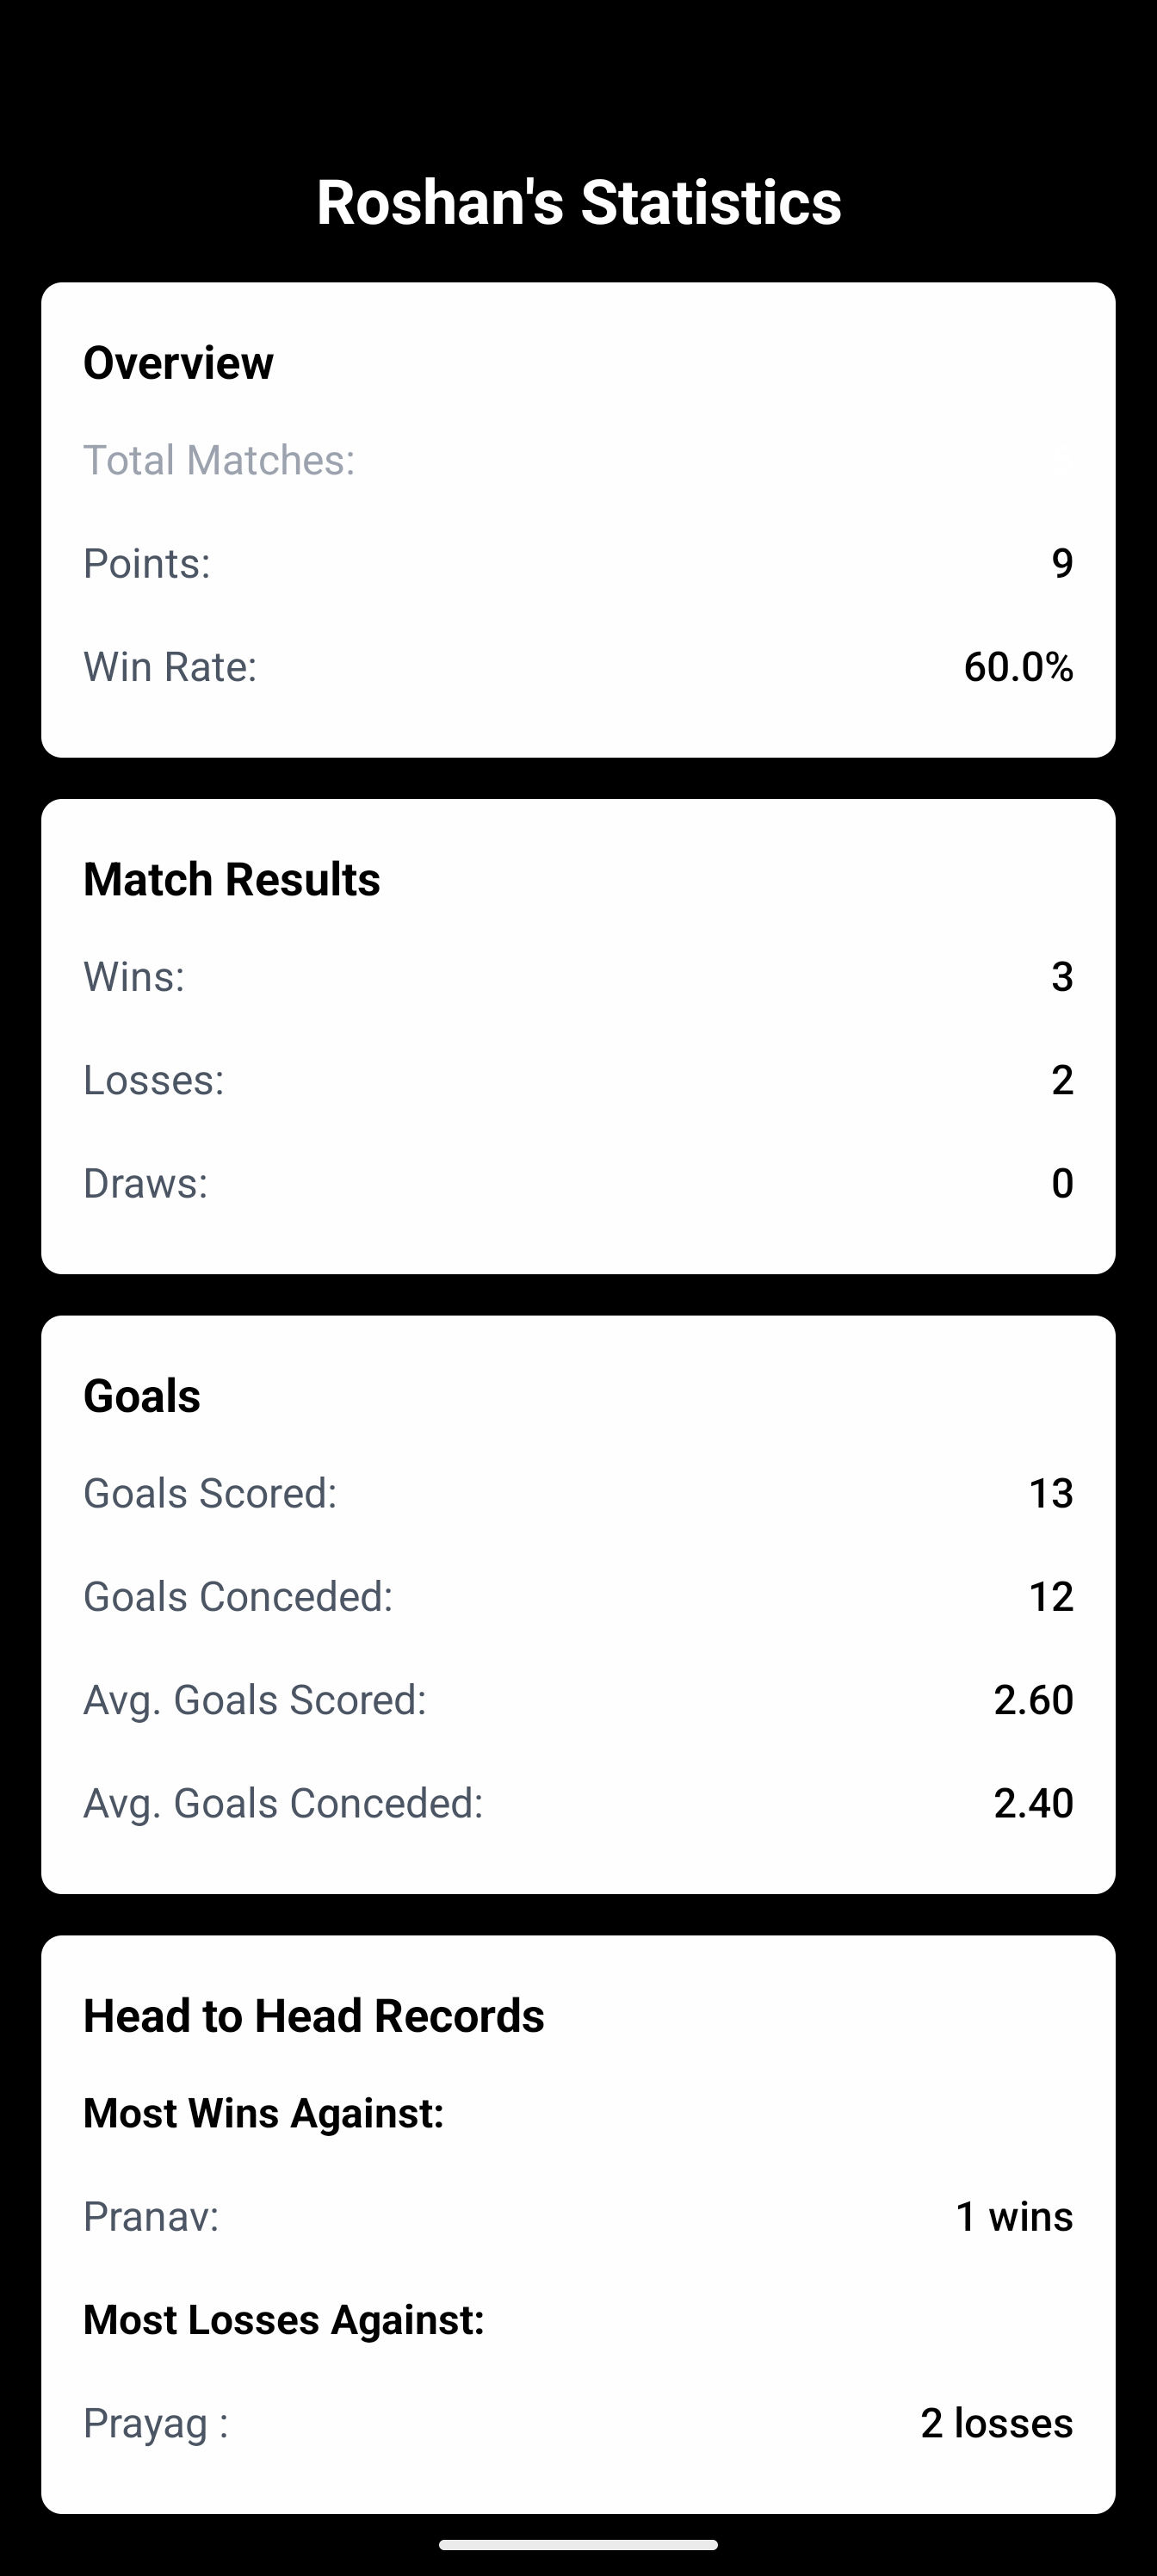 Roshan's Statistics
Overview
Total Matches:
Points: 9
Win Rate: 60.0%
Match Results
Wins: 3
Losses: 2
Draws: 0
Goals
Goals Scored: 13
Goals Conceded: 12
Avg. Goals Scored: 2.60
Avg. Goals Conceded: 2.40
Head to Head Records
Most Wins Against:
Pranav: 1 wins
Most Losses Against:
Prayag : 2 losses